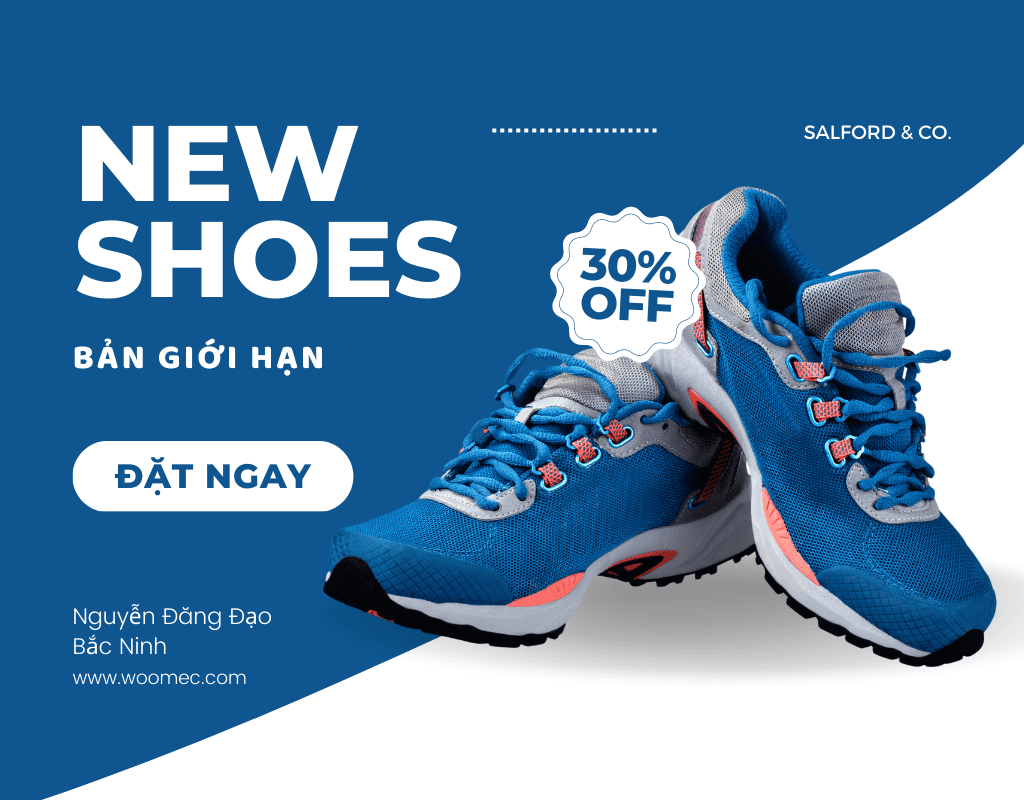 NEW
SHOES
SALFORD & CO.
30%
OFF
BẢN GIỚI HẠN
ĐẶT NGAY
Nguyễn Đăng Đạo
Bắc Ninh
www.woomec.com